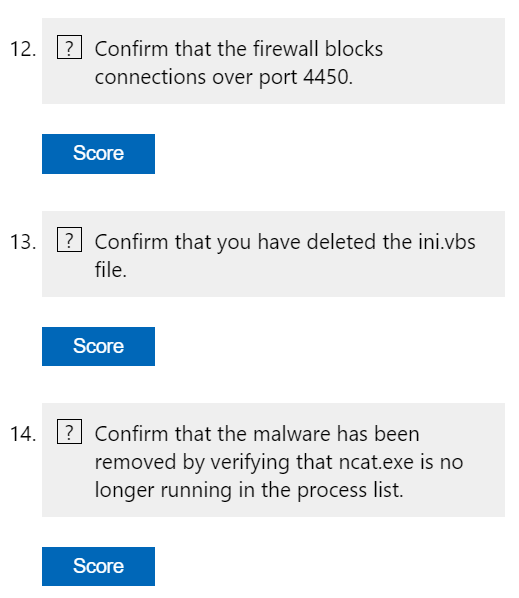 12. ? Confirm that the firewall blocks
connections over port 4450.
Score
13. ? Confirm that you have deleted the ini.vbs
file.
Score
14. ? Confirm that the malware has been
removed by verifying that ncat.exe is no
longer running in the process list.
Score